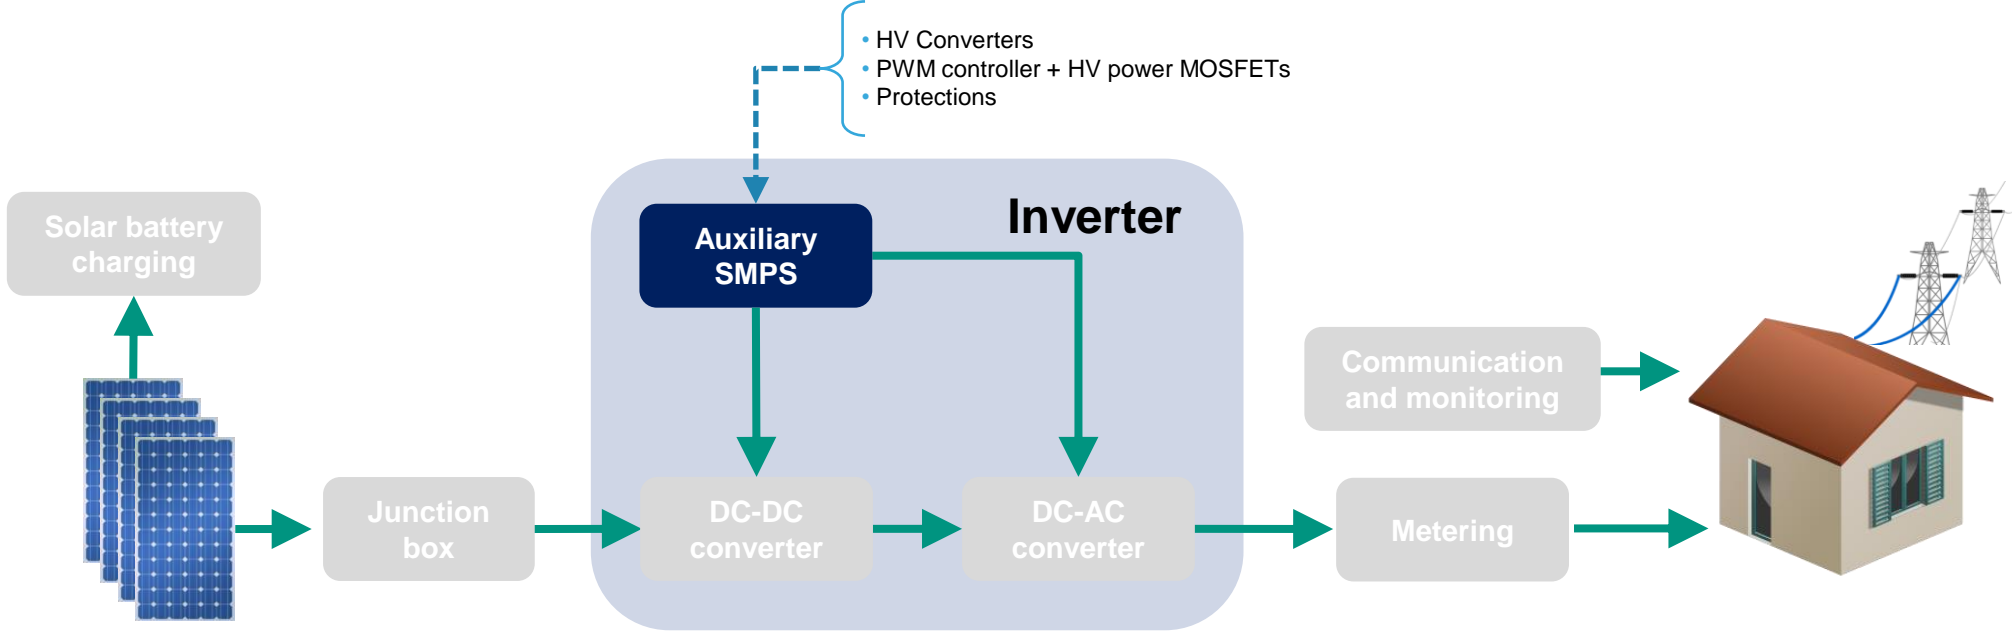 • HV Converters
• PWM controller + HV power MOSFETs
• Protections
Inverter
Auxiliary
SMPS
Solar battery
charging
Communication
and monitoring
Junction
box
DC-DC
converter
DC-AC
converter
Metering